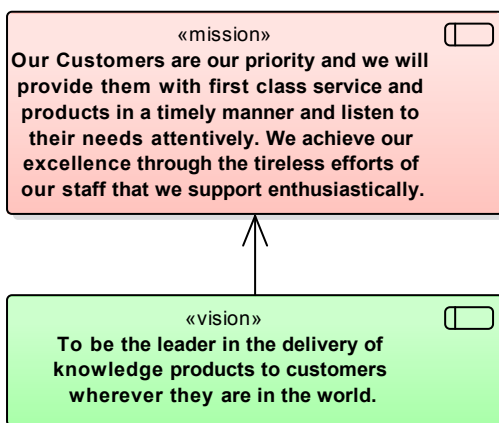 «mission»
Our Customers are our priority and we will
provide them with first class service and
products in a timely manner and listen to
their needs attentively. We achieve our
excellence through the tireless efforts of
our staff that we support enthusiastically.
«vision»
To be the leader in the delivery of
knowledge products to customers
wherever they are in the world.